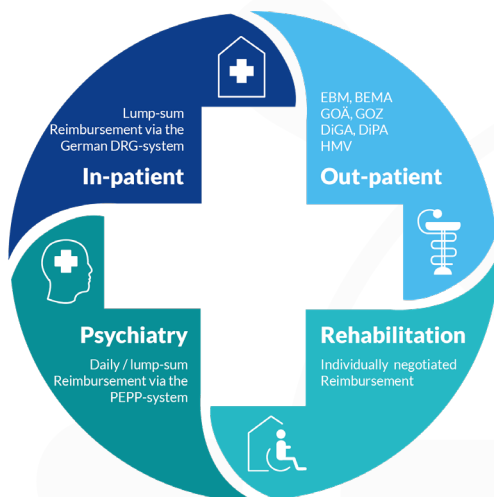 Lump-sum
Reimbursement via the
German DRG-system
In-patient
EBM, BEMA
GOÄ, GOZ
DiGA, DiPA
HMV
Out-patient
Psychiatry
Daily / lump-sum
Reimbursement via the
PEPP-system
Rehabilitation
Individually negotiated
Reimbursement